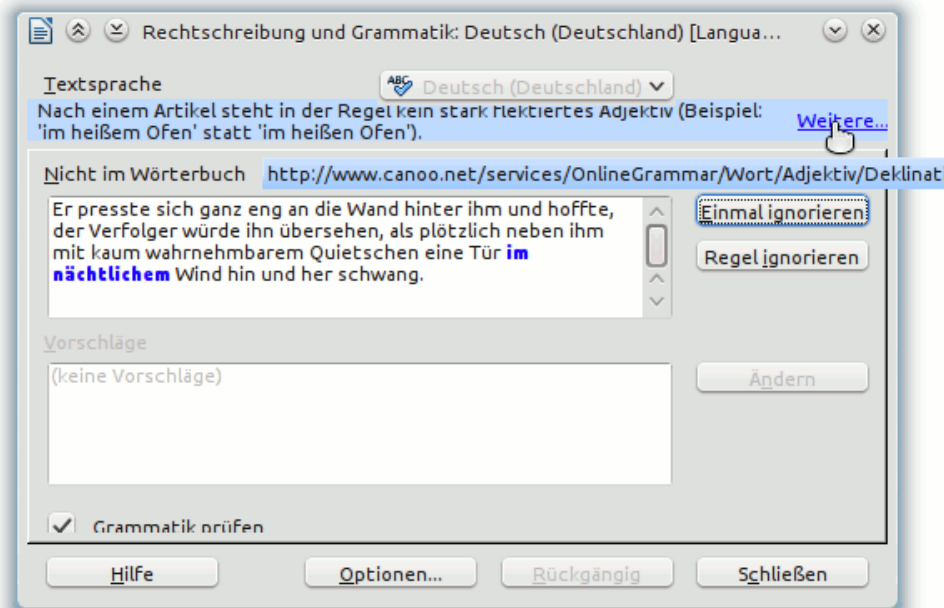 Rechtschreibung und Grammatik: Deutsch (Deutschland) [Langua...
Textsprache
ABC Deutsch (Deutschland)
Nach einem Artikel steht in der Regel kein stark flektiertes Adjektiv (Beispiel:
'im heißem Ofen' statt 'im heißen Ofen').
Weitere...
Nicht im Wörterbuch
http://www.canoo.net/services/OnlineGrammar/Wort/Adjektiv/Deklinati
Er presste sich ganz eng an die Wand hinter ihm und hoffte,
der Verfolger würde ihn übersehen, als plötzlich neben ihm
mit kaum wahrnehmbarem Quietschen eine Tür im
nächtlichem Wind hin und her schwang.
Einmal ignorieren
Regel ignorieren
Vorschläge
(keine Vorschläge)
Ändern
Grammatik prüfen
Hilfe
Optionen...
Rückgängig
Schließen